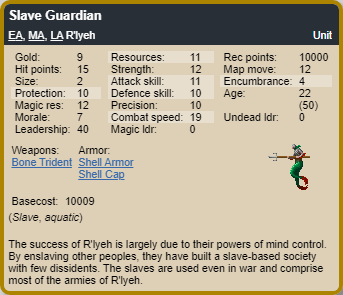 Slave Guardian
EA, MA, LA R'lyeh Unit
Gold: 9 Resources: 11 Rec points: 10000
Hit points: 15 Strength: 12 Map move: 12
Size: 2 Attack skill: 11 Encumbrance: 4
Protection: 10 Defence skill: 10 Age: 22
Magic res: 12 Precision: 10 (50)
Morale: 7 Combat speed: 19 Undead ldr: 0
Leadership: 40 Magic ldr: 0
Weapons: Armor:
Bone Trident Shell Armor
Shell Cap
Basecost: 10009
(Slave, aquatic)
The success of R'lyeh is largely due to their powers of mind control.
By enslaving other peoples, they have built a slave-based society
with few dissidents. The slaves are used even in war and comprise
most of the armies of R'lyeh.